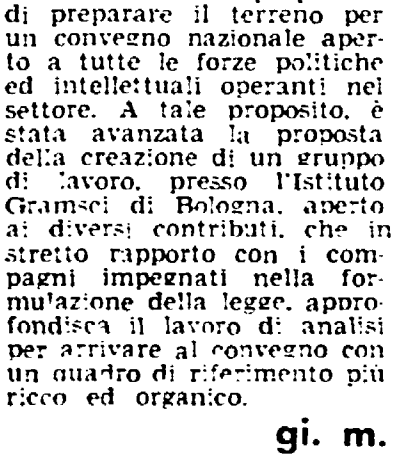 di preparare il terreno per
un convegno nazionale aper-
to a tutte le forze politiche
ed intellettuali operanti nel
settore. A tale proposito, è
stata avanzata la proposta
della creazione di un gruppo
di lavoro, presso l'Istituto
Gramsci di Bologna, aperto
ai diversi contributi, che in
stretto rapporto con i com-
pagni impegnati nella for-
mulazione della legge, appro-
fondisca il lavoro di analisi
per arrivare al convegno con
un quadro di riferimento più
ricco ed organico.
gi. m.